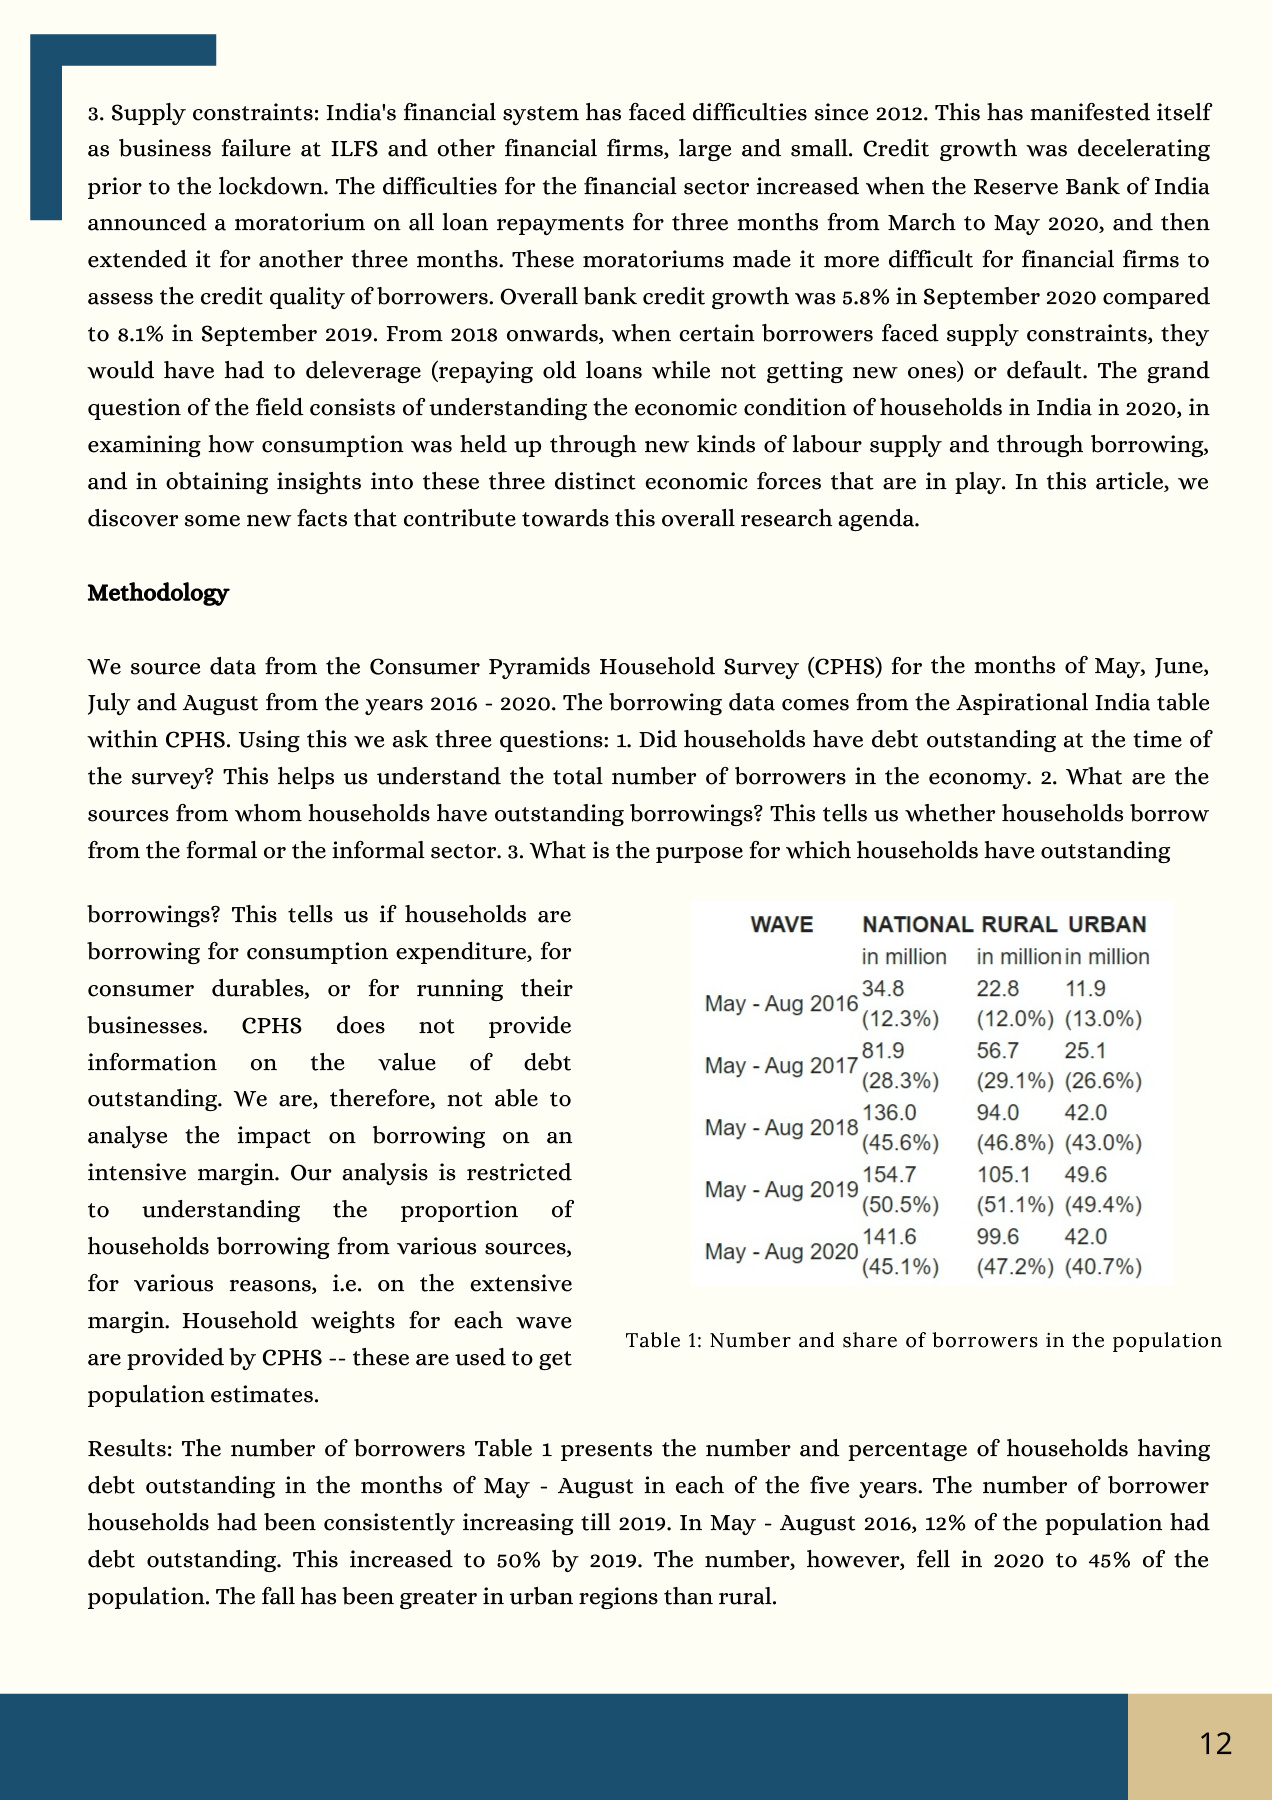 3. Supply constraints: India's financial system has faced difficulties since 2012. This has manifested itself
as business failure at ILFS and other financial firms, large and small. Credit growth was decelerating
prior to the lockdown. The difficulties for the financial sector increased when the Reserve Bank of India
announced a moratorium on all loan repayments for three months from March to May 2020, and then
extended it for another three months. These moratoriums made it more difficult for financial firms to
assess the credit quality of borrowers. Overall bank credit growth was 5.8% in September 2020 compared
to 8.1% in September 2019. From 2018 onwards, when certain borrowers faced supply constraints, they
would have had to deleverage (repaying old loans while not getting new ones) or default. The grand
question of the field consists of understanding the economic condition of households in India in 2020, in
examining how consumption was held up through new kinds of labour supply and through borrowing,
and in obtaining insights into these three distinct economic forces that are in play. In this article, we
discover some new facts that contribute towards this overall research agenda.
Methodology
We source data from the Consumer Pyramids Household Survey (CPHS) for the months of May, June,
July and August from the years 2016 - 2020. The borrowing data comes from the Aspirational India table
within CPHS. Using this we ask three questions: 1. Did households have debt outstanding at the time of
the survey? This helps us understand the total number of borrowers in the economy. 2. What are the
sources from whom households have outstanding borrowings? This tells us whether households borrow
from the formal or the informal sector. 3. What is the purpose for which households have outstanding
borrowings? This tells us if households are
borrowing for consumption expenditure, for
consumer durables, or for running their
businesses. CPHS does not provide
information on the value of debt
outstanding. We are, therefore, not able to
analyse the impact on borrowing on an
intensive margin. Our analysis is restricted
to understanding the proportion of
households borrowing from various sources,
for various reasons, i.e. on the extensive
margin. Household weights for each wave
are provided by CPHS -- these are used to get
population estimates.
WAVE NATIONAL RURAL URBAN
in million in million in million
May - Aug 2016 34.8 22.8 11.9
(12.3%) (12.0%) (13.0%)
May - Aug 2017 81.9 56.7 25.1
(28.3%) (29.1%) (26.6%)
May - Aug 2018 136.0 94.0 42.0
(45.6%) (46.8%) (43.0%)
May - Aug 2019 154.7 105.1 49.6
(50.5%) (51.1%) (49.4%)
May - Aug 2020 141.6 99.6 42.0
(45.1%) (47.2%) (40.7%)
Table 1: Number and share of borrowers in the population
Results: The number of borrowers Table 1 presents the number and percentage of households having
debt outstanding in the months of May - August in each of the five years. The number of borrower
households had been consistently increasing till 2019. In May - August 2016, 12% of the population had
debt outstanding. This increased to 50% by 2019. The number, however, fell in 2020 to 45% of the
population. The fall has been greater in urban regions than rural.
12